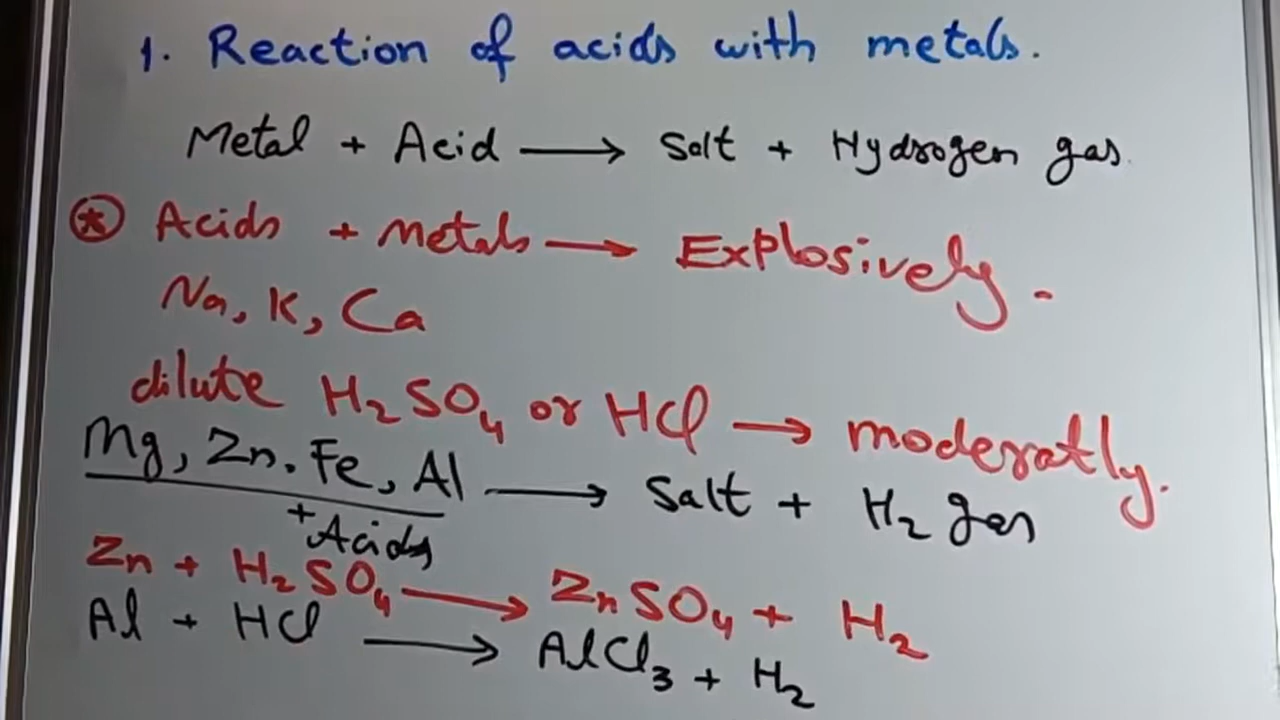 1. Reaction of acids with metals.
Metal + Acid ⟶ Salt + Hydrogen gas.
⊛ Acids + Metals ⟶ Explosively.
Na, K, Ca
dilute H₂SO₄ or HCl ⟶ moderatly.
Mg, Zn. Fe, Al ⟶ Salt + H₂ gas
+ Acids
Zn + H₂SO₄ ⟶ ZnSO₄ + H₂
Al + HCl ⟶ AlCl₃ + H₂